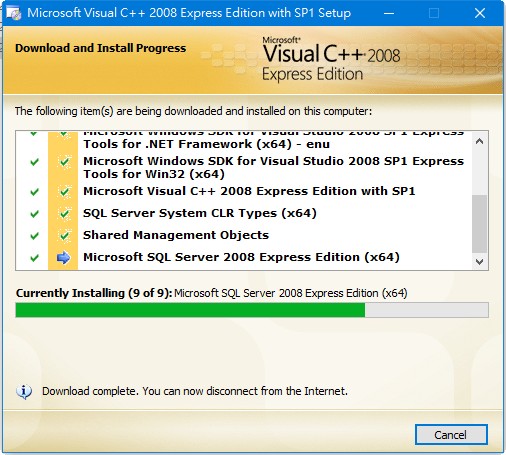 Microsoft Visual C++ 2008 Express Edition with SP1 Setup
Download and Install Progress
Microsoft®
Visual C++® 2008
Express Edition
The following item(s) are being downloaded and installed on this computer:
Microsoft Windows SDK for Visual Studio 2008 SP1 Express
Tools for .NET Framework (x64) - enu
Microsoft Windows SDK for Visual Studio 2008 SP1 Express
Tools for Win32 (x64)
Microsoft Visual C++ 2008 Express Edition with SP1
SQL Server System CLR Types (x64)
Shared Management Objects
Microsoft SQL Server 2008 Express Edition (x64)
Currently Installing (9 of 9): Microsoft SQL Server 2008 Express Edition (x64)
Download complete. You can now disconnect from the Internet.
Cancel